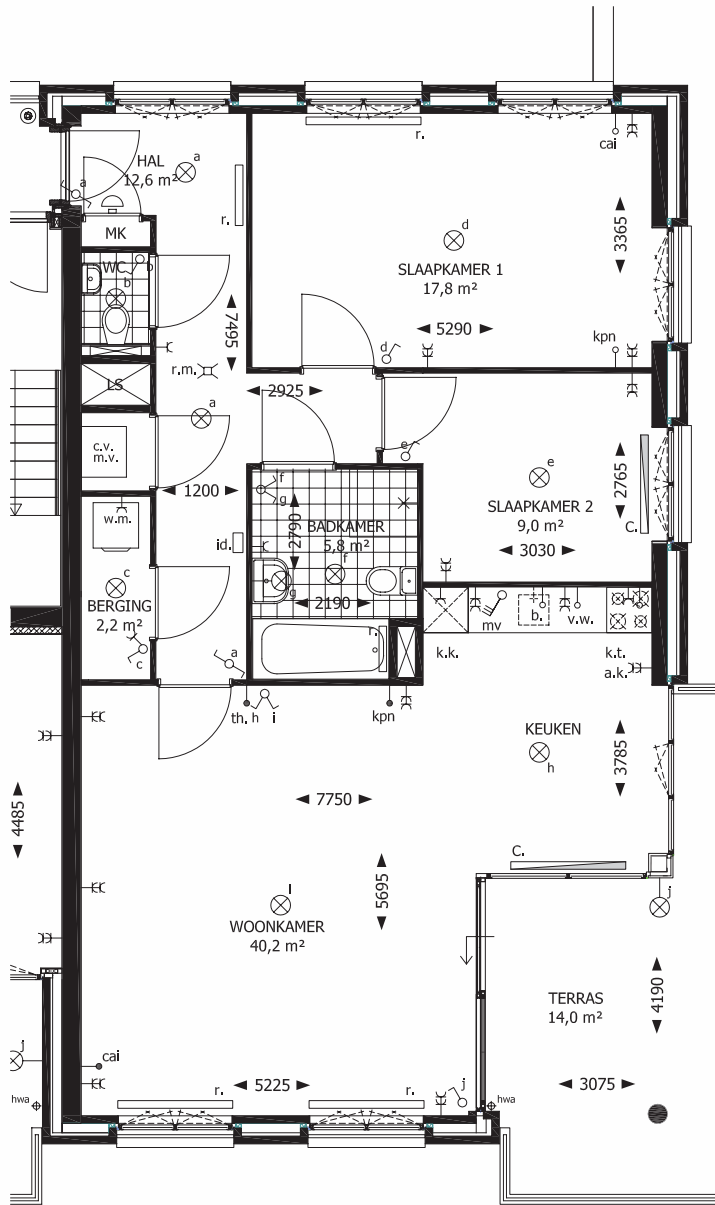 HAL
12,6 m²
a
a
r.
r.
cai
MK
WC
b
b
d
SLAAPKAMER 1
17,8 m²
3365
5290
7495
d
kpn
r.m.
LS
2925
a
c.v.
m.v.
e
e
SLAAPKAMER 2
9,0 m²
2765
C.
3030
1200
f
g
2790
BADKAMER
5,8 m²
f
w.m.
id.
g
2190
c
BERGING
2,2 m²
c
a
r.
k.k.
mv
b.
v.w.
k.t.
a.k.
th.
h
i
kpn
KEUKEN
h
3785
7750
4485
C.
5695
I
WOONKAMER
40,2 m²
j
TERRAS
14,0 m²
4190
3075
j
cai
hwa
r.
5225
r.
j
hwa